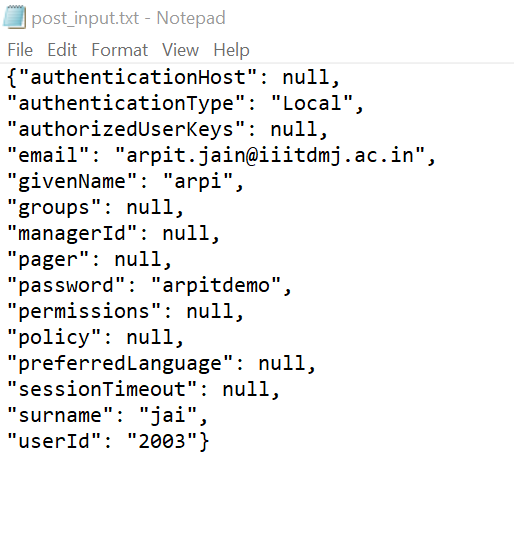 post_input.txt - Notepad
File Edit Format View Help
{"authenticationHost": null,
"authenticationType": "Local",
"authorizedUserKeys": null,
"email": "arpit.jain@iiitdmj.ac.in",
"givenName": "arpi",
"groups": null,
"managerId": null,
"pager": null,
"password": "arpitdemo",
"permissions": null,
"policy": null,
"preferredLanguage": null,
"sessionTimeout": null,
"surname": "jai",
"userId": "2003"}